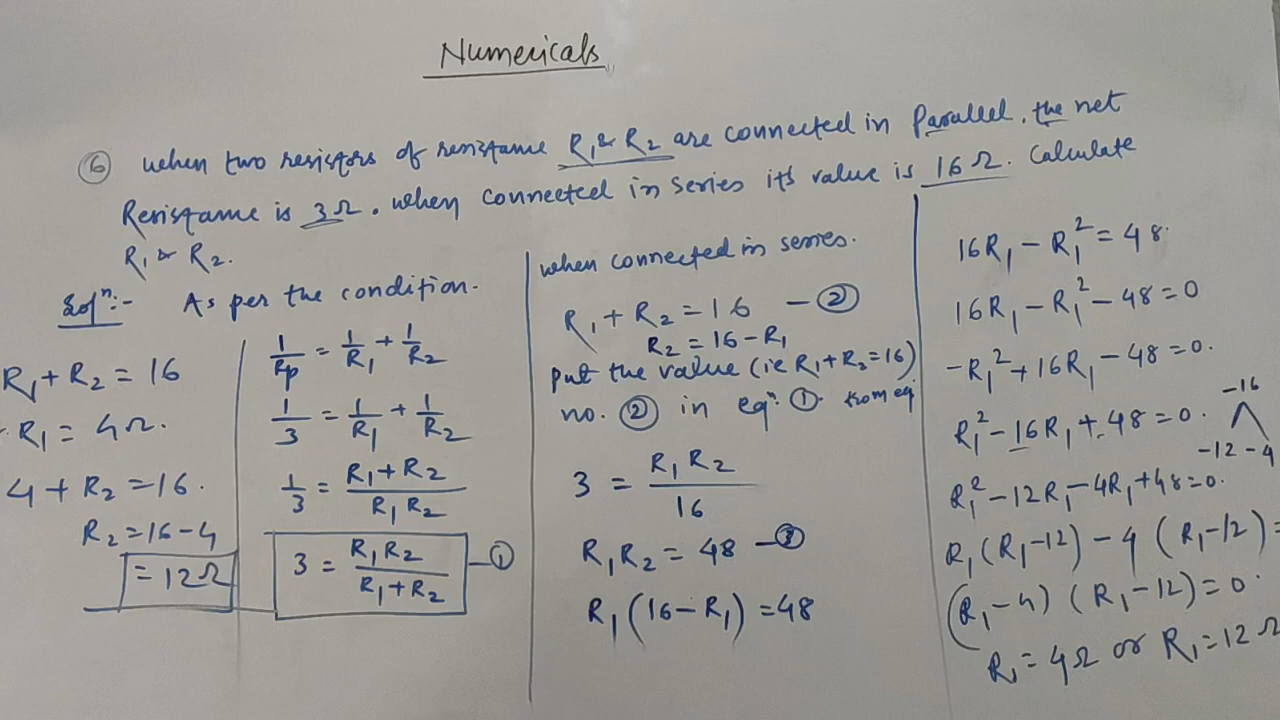 Numericals
⑥ when two resistors of resistance R₁ & R₂ are connected in Parallel, the net
Resistance is 3Ω. when connected in series its value is 16Ω. Calculate
R₁ & R₂.
Solⁿ:- As per the condition.
1/Rp = 1/R₁ + 1/R₂
1/3 = 1/R₁ + 1/R₂
1/3 = (R₁ + R₂)/(R₁ R₂)
3 = (R₁ R₂)/(R₁ + R₂) — ①
when connected in series.
R₁ + R₂ = 16 — ②
R₂ = 16 - R₁
put the value (ie R₁ + R₂ = 16)
from eqⁿ
no. ② in eqⁿ ①
3 = (R₁ R₂)/16
R₁ R₂ = 48 — ③
R₁ (16 - R₁) = 48
16R₁ - R₁² = 48.
16R₁ - R₁² - 48 = 0
-R₁² + 16R₁ - 48 = 0.
R₁² - 16R₁ + 48 = 0.
-16
-12 -4
R₁² - 12R₁ - 4R₁ + 48 = 0.
R₁ (R₁ - 12) - 4 (R₁ - 12) =
(R₁ - 4) (R₁ - 12) = 0
R₁ = 4Ω or R₁ = 12Ω
R₁ + R₂ = 16
R₁ = 4Ω.
4 + R₂ = 16.
R₂ = 16 - 4
= 12Ω